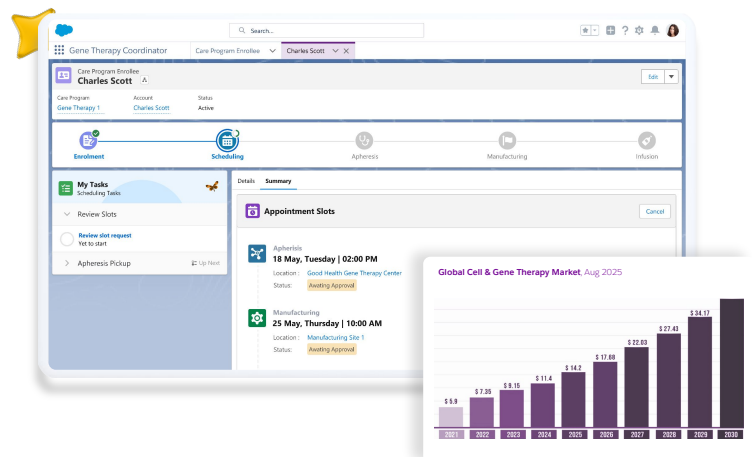 Search...
Gene Therapy Coordinator
Care Program Enrollee
Charles Scott
Care Program Enrollee
Charles Scott
Edit
Care Program
Account
Status
Gene Therapy 1
Charles Scott
Active
Enrolment
Scheduling
Apheresis
Manufacturing
Infusion
My Tasks
Scheduling Tasks
Review Slots
Review slot request
Yet to start
Apheresis Pickup
Up Next
Details
Summary
Appointment Slots
Cancel
Apherisis
18 May, Tuesday | 02:00 PM
Location : Good Health Gene Therapy Center
Status: Awating Approval
Manufacturing
25 May, Thursday | 10:00 AM
Location : Manufacturing Site 1
Status: Awating Approval
Global Cell & Gene Therapy Market, Aug 2025
$ 5.9
$ 7.35
$ 9.15
$ 11.4
$ 14.2
$ 17.69
$ 22.03
$ 27.43
$ 34.17
2021 2022 2023 2024 2025 2026 2027 2028 2029 2030